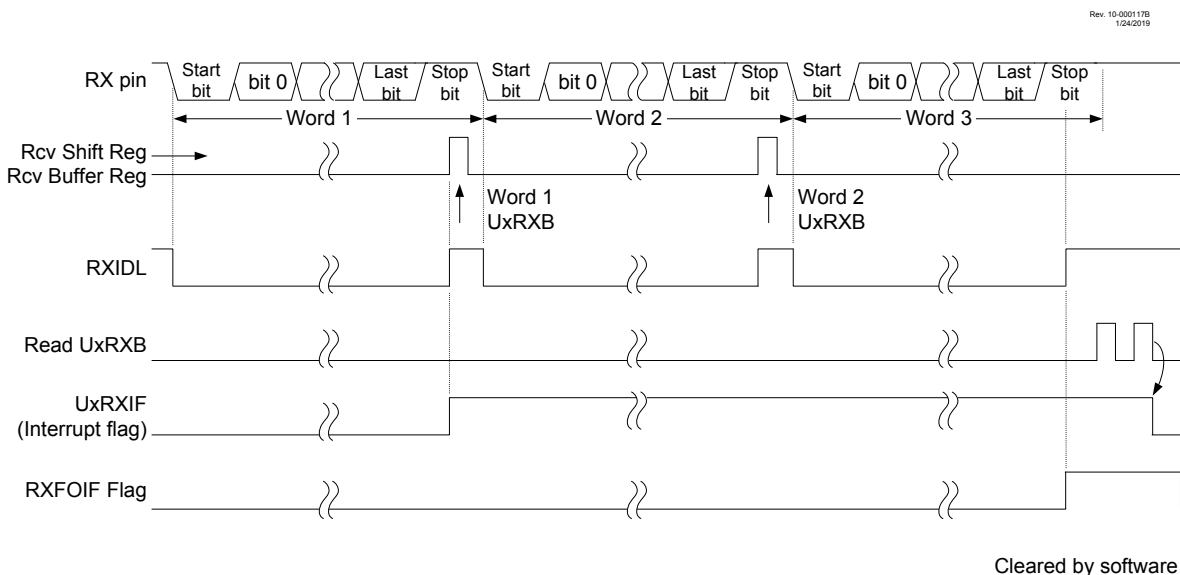 Rev. 10-000117B
1/24/2019
RX pin
Start bit
bit 0
Last bit
Stop bit
Start bit
bit 0
Last bit
Stop bit
Start bit
bit 0
Last bit
Stop bit
Word 1
Word 2
Word 3
Rcv Shift Reg
Rcv Buffer Reg
Word 1
UxRXB
Word 2
UxRXB
RXIDL
Read UxRXB
UxRXIF
(Interrupt flag)
RXFOIF Flag
Cleared by software